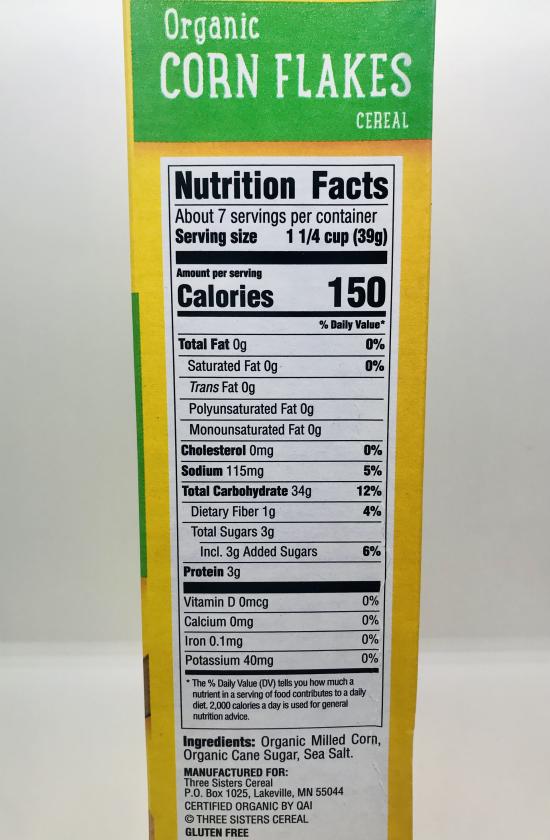 Organic
CORN FLAKES
CEREAL
Nutrition Facts
About 7 servings per container
Serving size 1 1/4 cup (39g)
Amount per serving
Calories 150
% Daily Value*
Total Fat 0g 0%
Saturated Fat 0g 0%
Trans Fat 0g
Polyunsaturated Fat 0g
Monounsaturated Fat 0g
Cholesterol 0mg 0%
Sodium 115mg 5%
Total Carbohydrate 34g 12%
Dietary Fiber 1g 4%
Total Sugars 3g
Incl. 3g Added Sugars 6%
Protein 3g
Vitamin D 0mcg 0%
Calcium 0mg 0%
Iron 0.1mg 0%
Potassium 40mg 0%
* The % Daily Value (DV) tells you how much a
nutrient in a serving of food contributes to a daily
diet. 2,000 calories a day is used for general
nutrition advice.
Ingredients: Organic Milled Corn,
Organic Cane Sugar, Sea Salt.
MANUFACTURED FOR:
Three Sisters Cereal
P.O. Box 1025, Lakeville, MN 55044
CERTIFIED ORGANIC BY QAI
© THREE SISTERS CEREAL
GLUTEN FREE